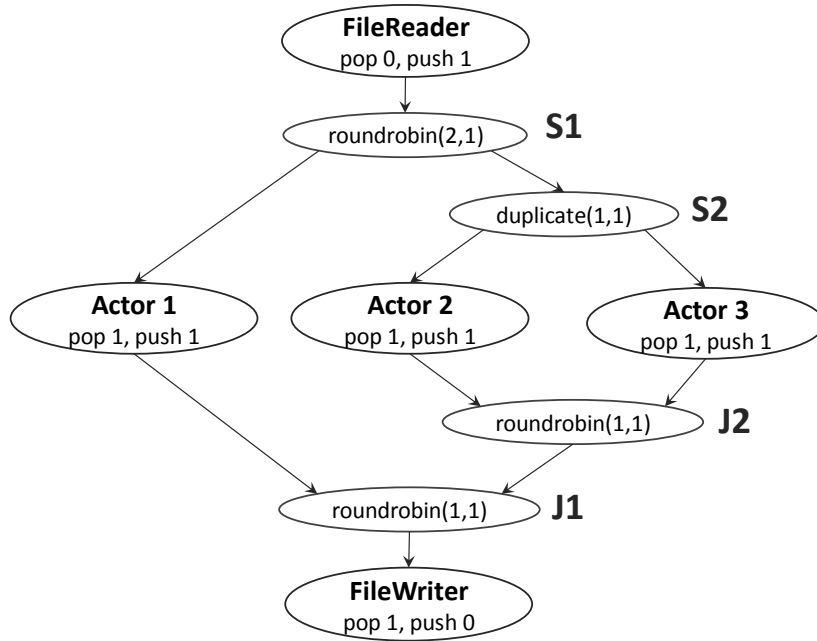 FileReader
pop 0, push 1
roundrobin(2,1)
S1
duplicate(1,1)
S2
Actor 1
pop 1, push 1
Actor 2
pop 1, push 1
Actor 3
pop 1, push 1
roundrobin(1,1)
J2
roundrobin(1,1)
J1
FileWriter
pop 1, push 0